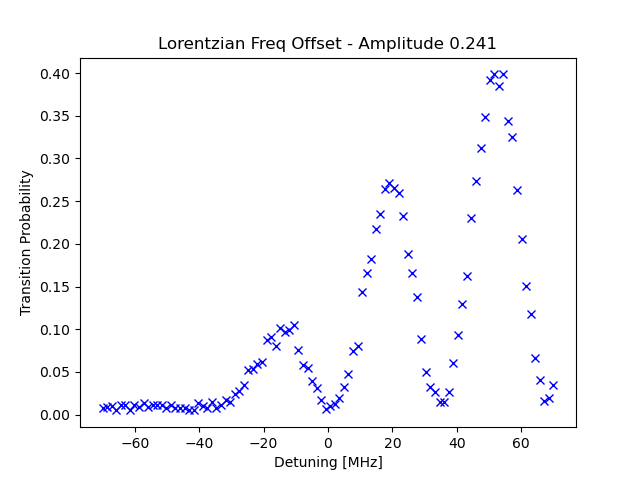 Lorentzian Freq Offset - Amplitude 0.241
0.40
0.35
0.30
0.25
0.20
0.15
0.10
0.05
0.00
Transition Probability
−60 −40 −20 0 20 40 60
Detuning [MHz]